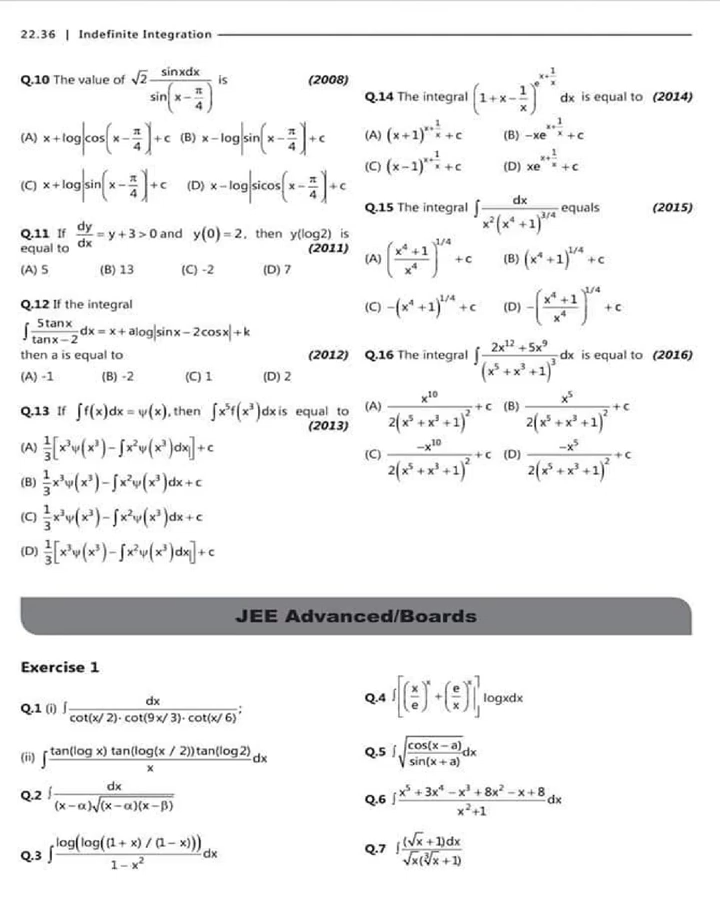 22.36 | Indefinite Integration
Q.10 The value of √2 sinxdx / sin(x − π/4) is (2008)
(A) x + log|cos(x − π/4)| + c (B) x − log|sin(x − π/4)| + c
(C) x + log|sin(x − π/4)| + c (D) x − log|sicos(x − π/4)| + c
Q.11 If dy/dx = y + 3 > 0 and y(0) = 2, then y(log2) is
equal to (2011)
(A) 5 (B) 13 (C) -2 (D) 7
Q.12 If the integral
∫ 5tanx / (tanx − 2) dx = x + alog|sinx − 2cosx| + k
then a is equal to (2012)
(A) -1 (B) -2 (C) 1 (D) 2
Q.13 If ∫f(x)dx = ψ(x), then ∫x⁵f(x³)dx is equal to
(2013)
(A) 1/3[x³ψ(x³) − ∫x²ψ(x³)dx] + c
(B) 1/3 x³ψ(x³) − ∫x²ψ(x³)dx + c
(C) 1/3 x³ψ(x³) − ∫x²ψ(x³)dx + c
(D) 1/3[x³ψ(x³) − ∫x²ψ(x³)dx] + c
Q.14 The integral (1 + x − 1/x)^(e^(x+1/x)) dx is equal to (2014)
(A) (x+1)^(x+1/x) + c (B) −xe^(x+1/x) + c
(C) (x−1)^(x+1/x) + c (D) xe^(x+1/x) + c
Q.15 The integral ∫ dx / x²(x⁴+1)^(3/4) equals (2015)
(A) ((x⁴+1)/x⁴)^(1/4) + c (B) (x⁴+1)^(1/4) + c
(C) −(x⁴+1)^(1/4) + c (D) −((x⁴+1)/x⁴)^(1/4) + c
Q.16 The integral ∫ (2x¹² + 5x⁹) / (x⁵ + x³ + 1)³ dx is equal to (2016)
(A) x¹⁰ / 2(x⁵ + x³ + 1)² + c (B) x⁵ / 2(x⁵ + x³ + 1)² + c
(C) −x¹⁰ / 2(x⁵ + x³ + 1)² + c (D) −x⁵ / 2(x⁵ + x³ + 1)² + c
JEE Advanced/Boards
Exercise 1
Q.1 (i) ∫ dx / cot(x/2)·cot(9x/3)·cot(x/6);
(ii) ∫ tan(log x) tan(log(x / 2))tan(log2) / x dx
Q.2 ∫ dx / (x − α)√(x − α)(x − β)
Q.3 ∫ log(log((1 + x) / (1 − x))) / 1 − x² dx
Q.4 ∫[(x/e)ˣ + (e/x)ˣ] logxdx
Q.5 ∫√(cos(x − a) / sin(x + a)) dx
Q.6 ∫ x⁵ + 3x⁴ − x³ + 8x² − x + 8 / x² + 1 dx
Q.7 ∫ (√x + 1)dx / √x(∛x + 1)